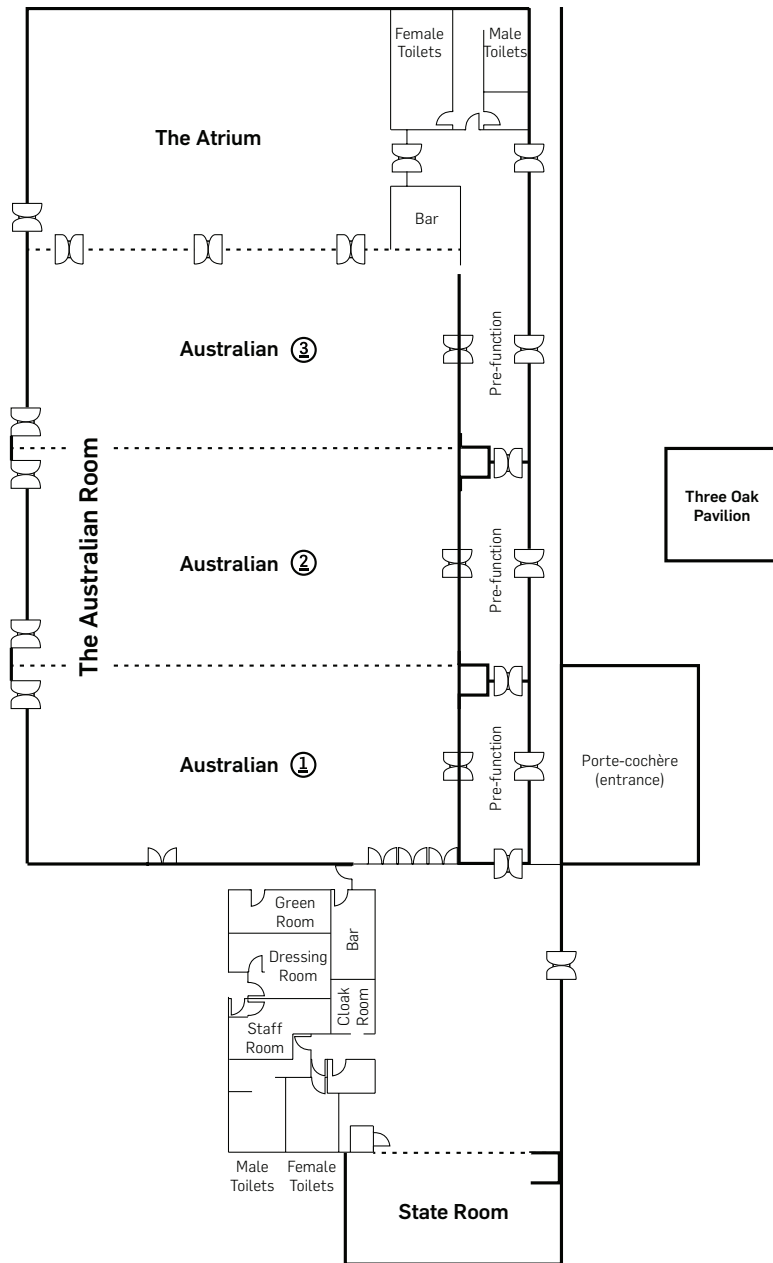 Female
Toilets
Male
Toilets
The Atrium
Bar
Australian 3
Pre-function
The Australian Room
Three Oak
Pavilion
Australian 2
Pre-function
Australian 1
Pre-function
Porte-cochère
(entrance)
Green
Room
Bar
Dressing
Room
Cloak
Room
Staff
Room
Male
Toilets
Female
Toilets
State Room